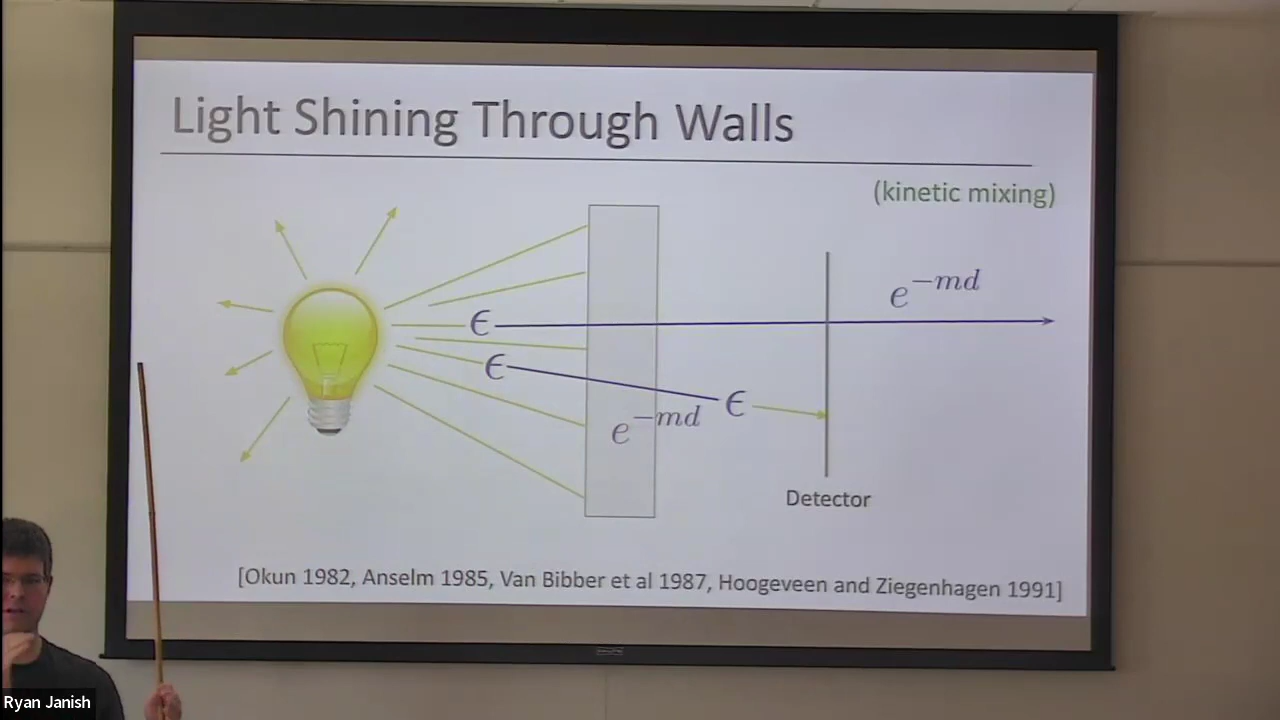 Light Shining Through Walls
(kinetic mixing)
e^{-md}
ϵ
ϵ
ϵ
e^{-md}
Detector
[Okun 1982, Anselm 1985, Van Bibber et al 1987, Hoogeveen and Ziegenhagen 1991]
Ryan Janish